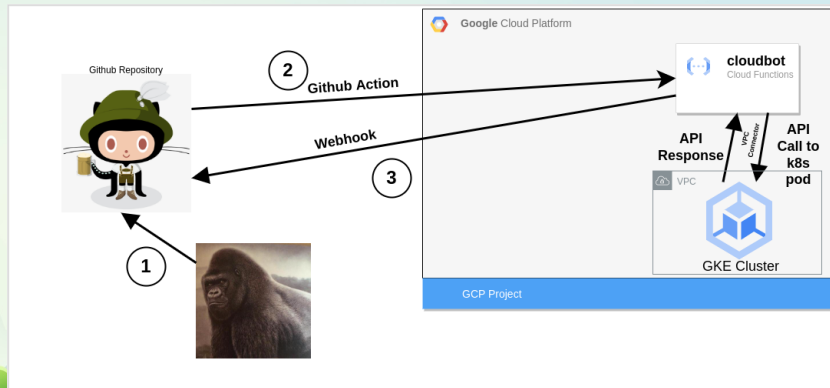 Google Cloud Platform
Github Repository
2
Github Action
cloudbot
Cloud Functions
Webhook
3
API
Response
VPC
Connector
API
Call to
k8s
pod
VPC
GKE Cluster
1
GCP Project